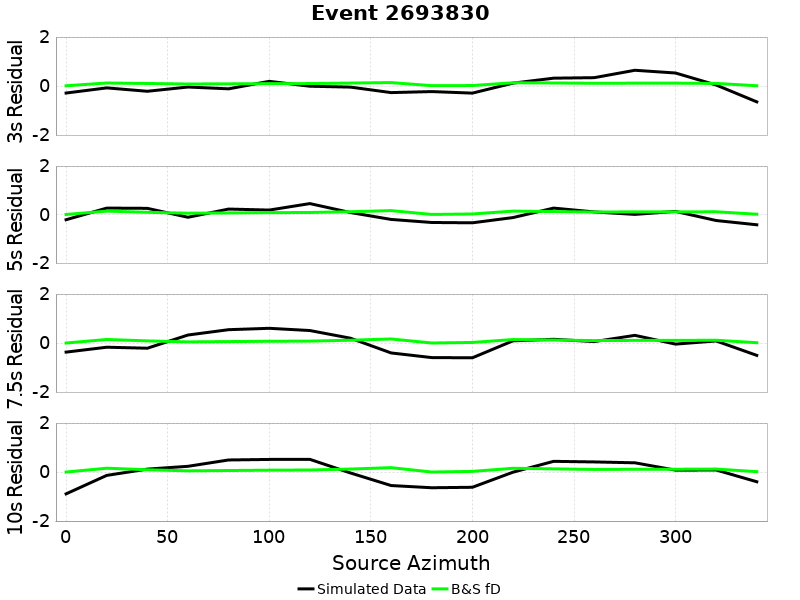 Event 2693830
3s Residual
2
0
-2
5s Residual
2
0
-2
7.5s Residual
2
0
-2
10s Residual
2
0
-2
0 50 100 150 200 250 300
Source Azimuth
Simulated Data B&S fD